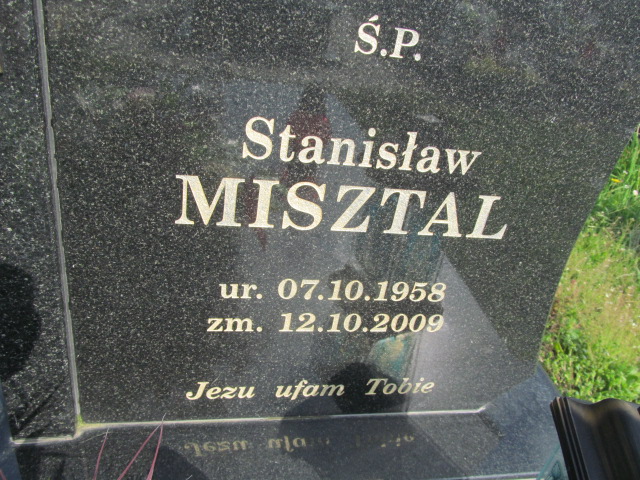 Ś.P.
Stanisław
MISZTAL
ur. 07.10.1958
zm. 12.10.2009
Jezu ufam Tobie